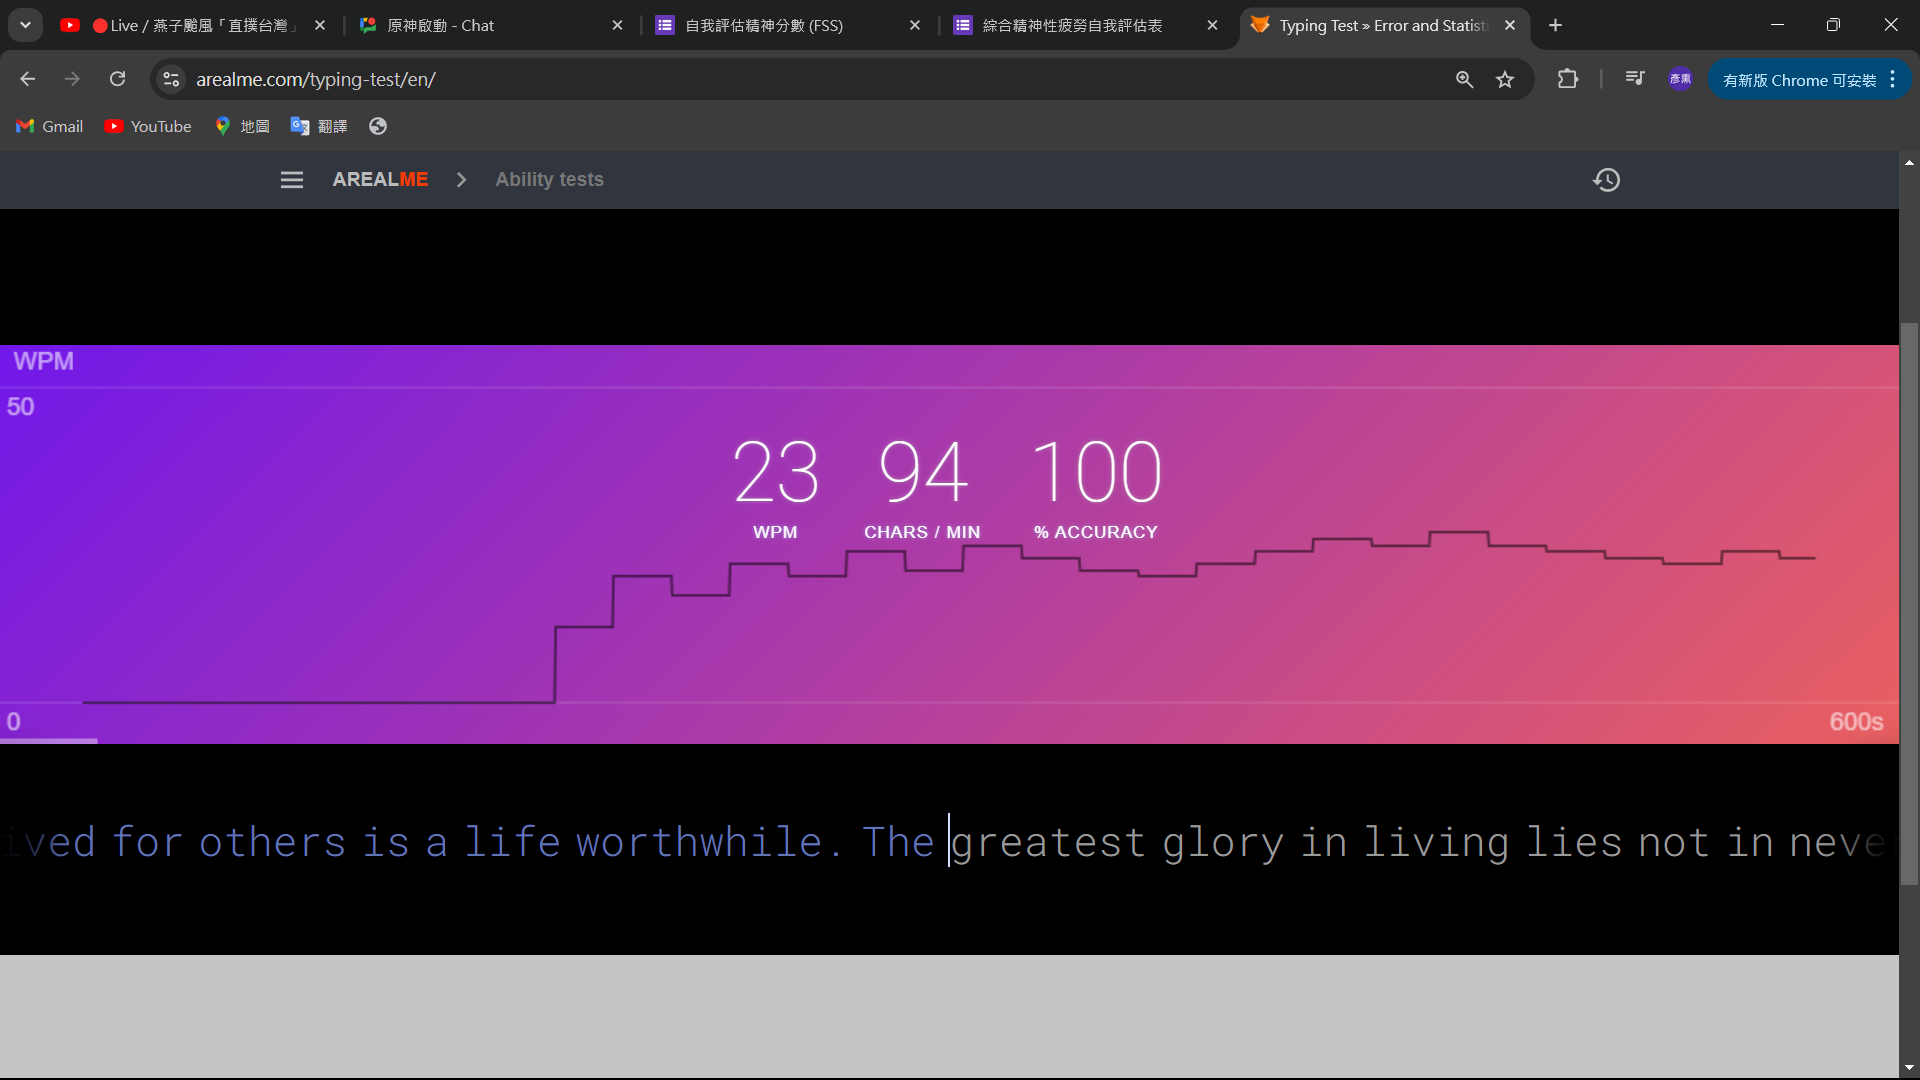 Live / 燕子颱風「直撲台灣」
原神啟動 - Chat
自我評估精神分數 (FSS)
綜合精神性疲勞自我評估表
Typing Test » Error and Statisti
arealme.com/typing-test/en/
彥熏
有新版 Chrome 可安裝
Gmail
YouTube
地圖
翻譯
AREALME
Ability tests
WPM
50
23 94 100
WPM CHARS / MIN % ACCURACY
0
600s
ived for others is a life worthwhile. The greatest glory in living lies not in neve